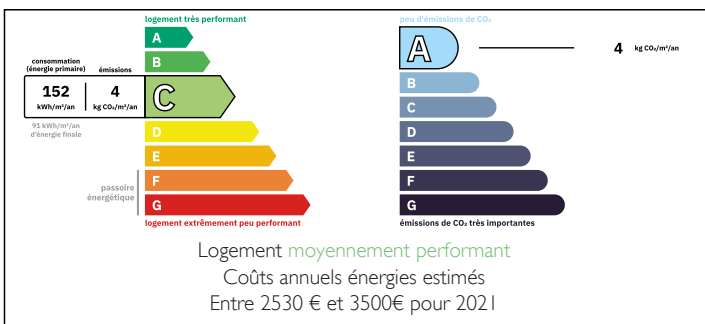 logement très performant
A
B
consommation
(énergie primaire)
émissions
152
kWh/m²/an
4
kg CO₂/m²/an
C
91 kWh/m²/an
d'énergie finale
D
E
F
G
passoire
énergétique
logement extrêmement peu performant
peu d'émissions de CO₂
A
4 kg CO₂/m²/an
B
C
D
E
F
G
émissions de CO₂ très importantes
Logement moyennement performant
Coûts annuels énergies estimés
Entre 2530 € et 3500€ pour 2021